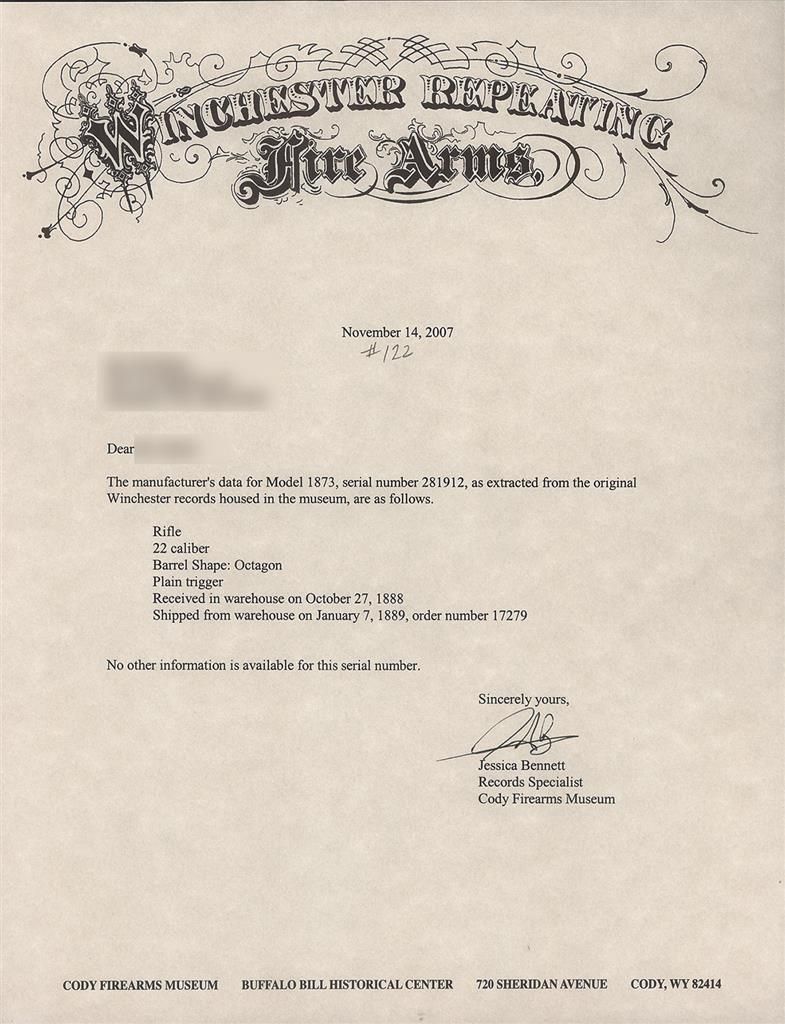 WINCHESTER REPEATING
Fire Arms.
November 14, 2007
#122
Dear
The manufacturer's data for Model 1873, serial number 281912, as extracted from the original
Winchester records housed in the museum, are as follows.
Rifle
22 caliber
Barrel Shape: Octagon
Plain trigger
Received in warehouse on October 27, 1888
Shipped from warehouse on January 7, 1889, order number 17279
No other information is available for this serial number.
Sincerely yours,
Jessica Bennett
Records Specialist
Cody Firearms Museum
CODY FIREARMS MUSEUM BUFFALO BILL HISTORICAL CENTER 720 SHERIDAN AVENUE CODY, WY 82414